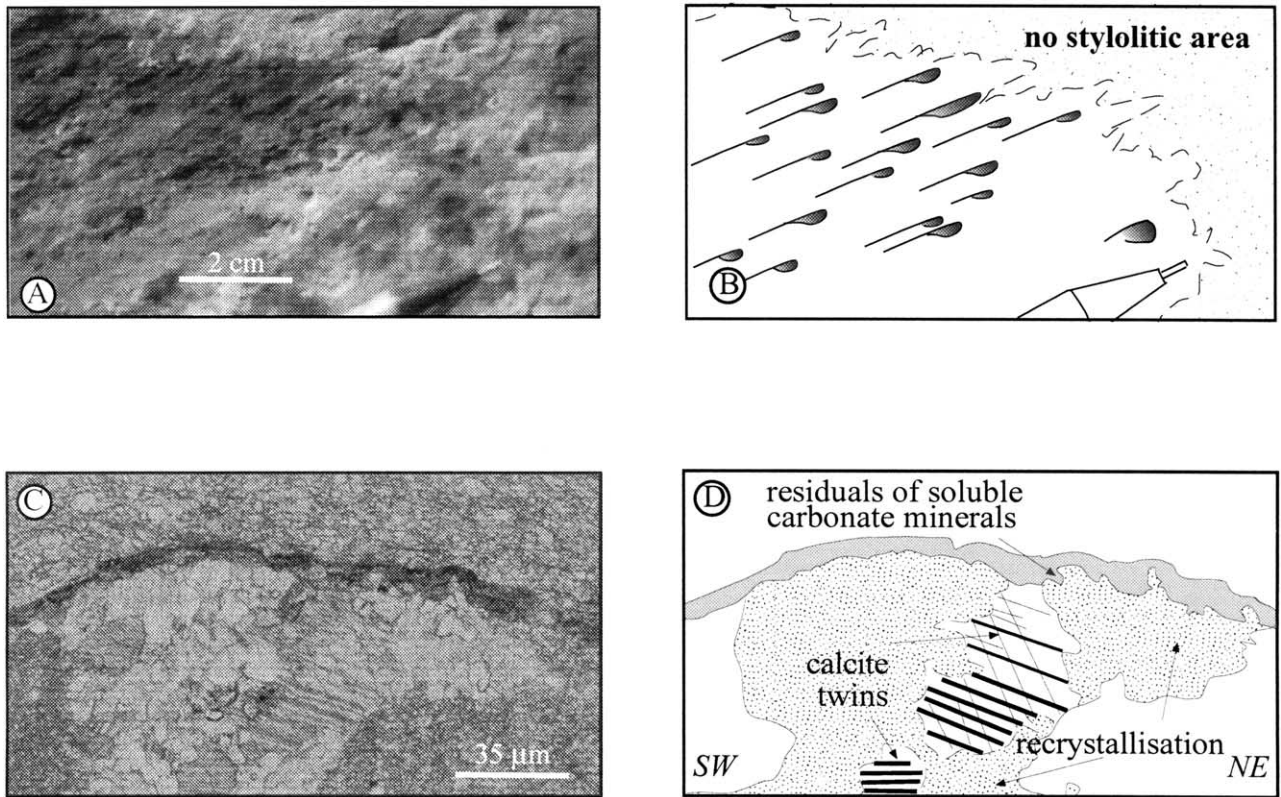 2 cm
A
no stylolitic area
B
C
35 µm
D
residuals of soluble
carbonate minerals
calcite
twins
recrystallisation
SW
NE